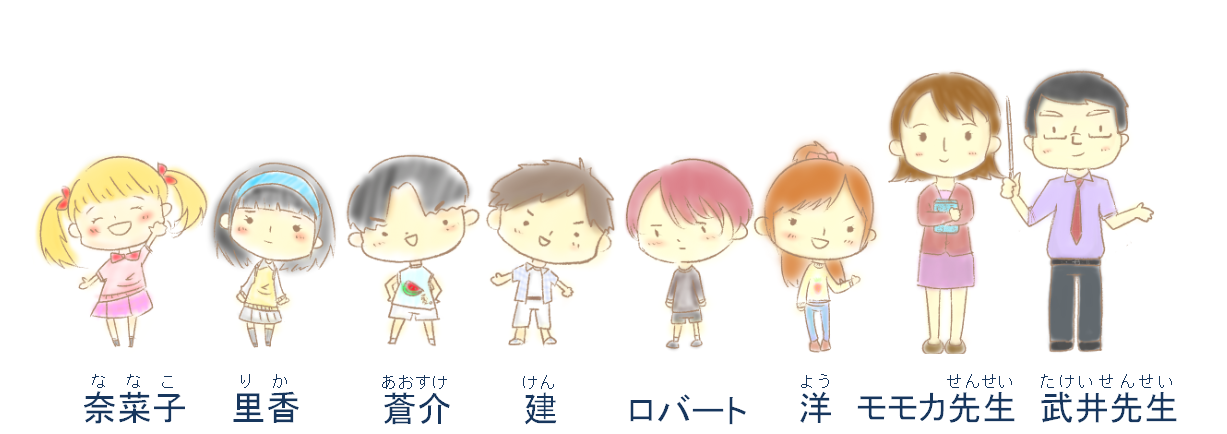 ななこ りか あおすけ けん よう せんせい たけいせんせい
奈菜子 里香 蒼介 建 ロバート 洋 モモカ先生 武井先生